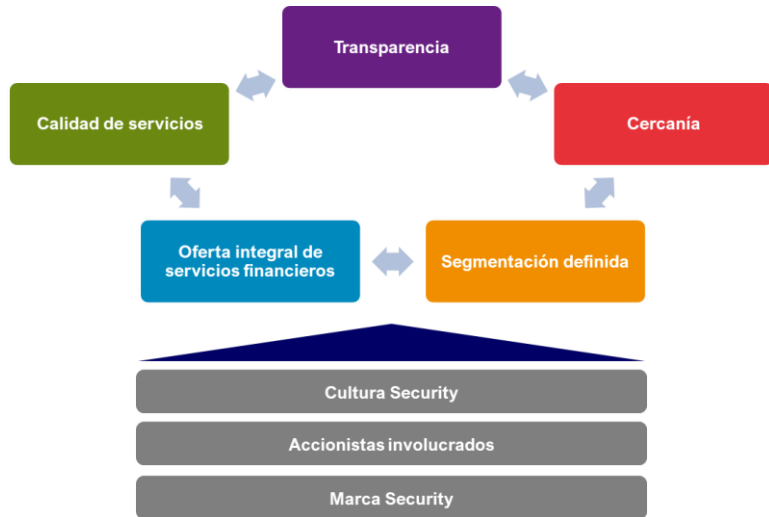 Transparencia
Calidad de servicios
Cercanía
Oferta integral de
servicios financieros
Segmentación definida
Cultura Security
Accionistas involucrados
Marca Security